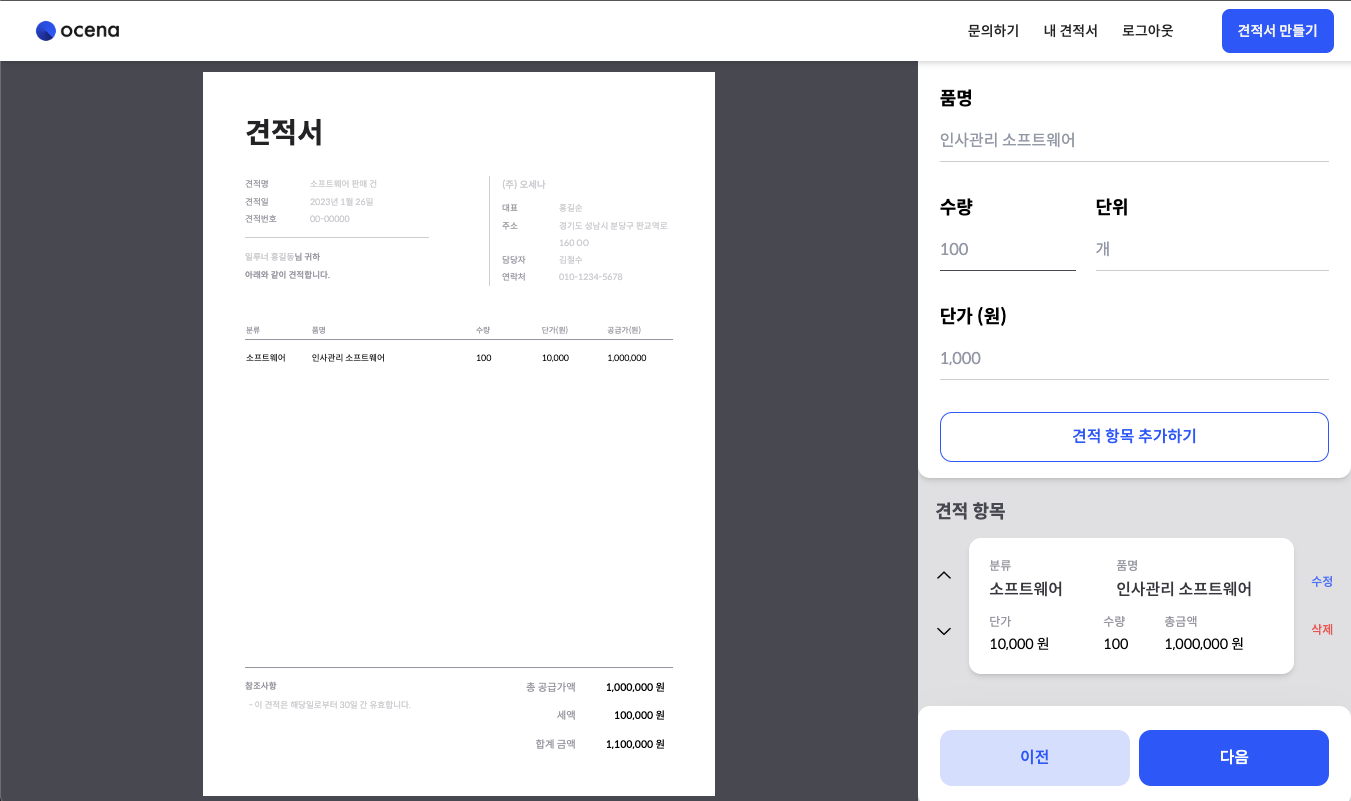 ocena
문의하기
내 견적서
로그아웃
견적서 만들기
견적서
견적명 소프트웨어 판매 건
견적일 2023년 1월 26일
견적번호 00-00000
일루너 홍길동님 귀하
아래와 같이 견적합니다.
(주) 오세나
대표 홍길순
주소 경기도 성남시 분당구 판교역로
160 OO
담당자 김철수
연락처 010-1234-5678
분류 품명 수량 단가(원) 공급가(원)
소프트웨어 인사관리 소프트웨어 100 10,000 1,000,000
참조사항
- 이 견적은 해당일로부터 30일 간 유효합니다.
총 공급가액 1,000,000 원
세액 100,000 원
합계 금액 1,100,000 원
품명
인사관리 소프트웨어
수량 단위
100 개
단가 (원)
1,000
견적 항목 추가하기
견적 항목
분류 품명
소프트웨어 인사관리 소프트웨어
단가 수량 총금액
10,000 원 100 1,000,000 원
수정
삭제
이전
다음